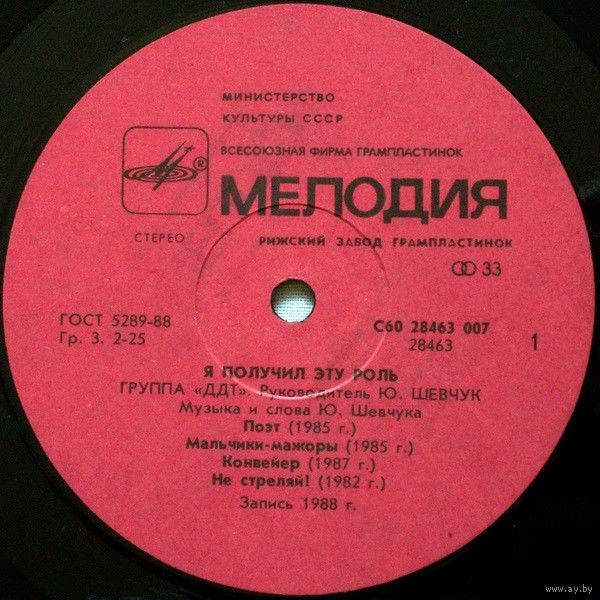 МИНИСТЕРСТВО
КУЛЬТУРЫ СССР
ВСЕСОЮЗНАЯ ФИРМА ГРАМПЛАСТИНОК
®
МЕЛОДИЯ
СТЕРЕО
РИЖСКИЙ ЗАВОД ГРАМПЛАСТИНОК
33
ГОСТ 5289-88
Гр. 3. 2-25
С60 28463 007
28463
1
Я ПОЛУЧИЛ ЭТУ РОЛЬ
ГРУППА «ДДТ». Руководитель Ю. ШЕВЧУК
Музыка и слова Ю. Шевчука
Поэт (1985 г.)
Мальчики-мажоры (1985 г.)
Конвейер (1987 г.)
Не стреляй! (1982 г.)
Запись 1988 г.
www.ay.by